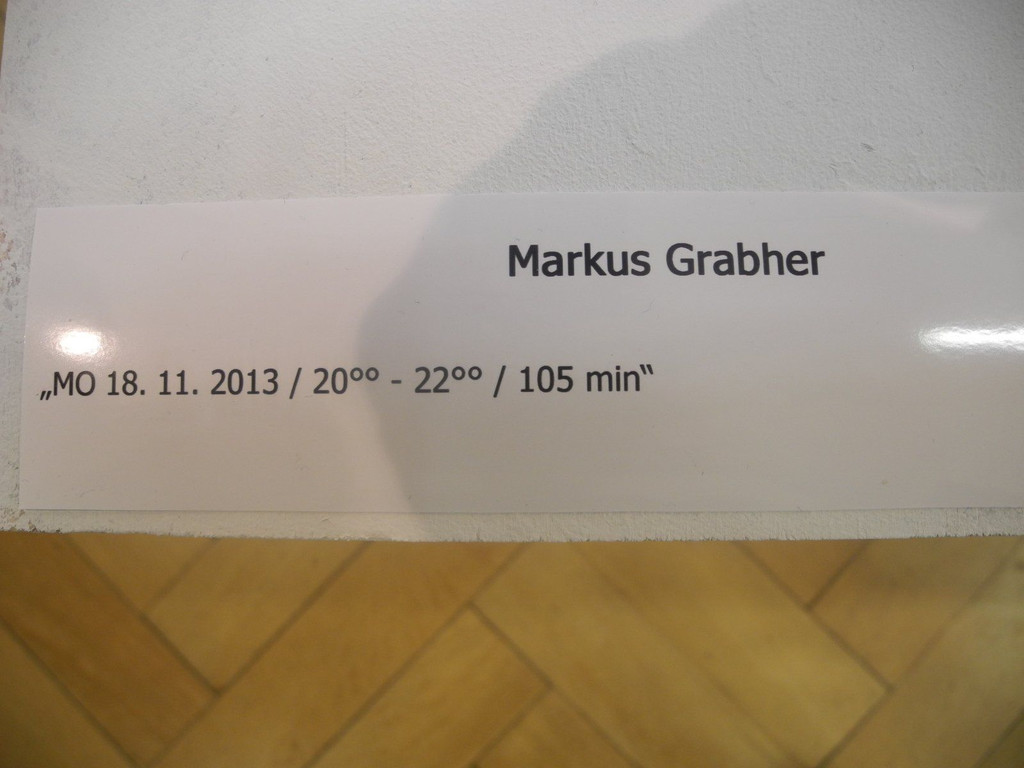 Markus Grabher
„MO 18. 11. 2013 / 20°° - 22°° / 105 min“